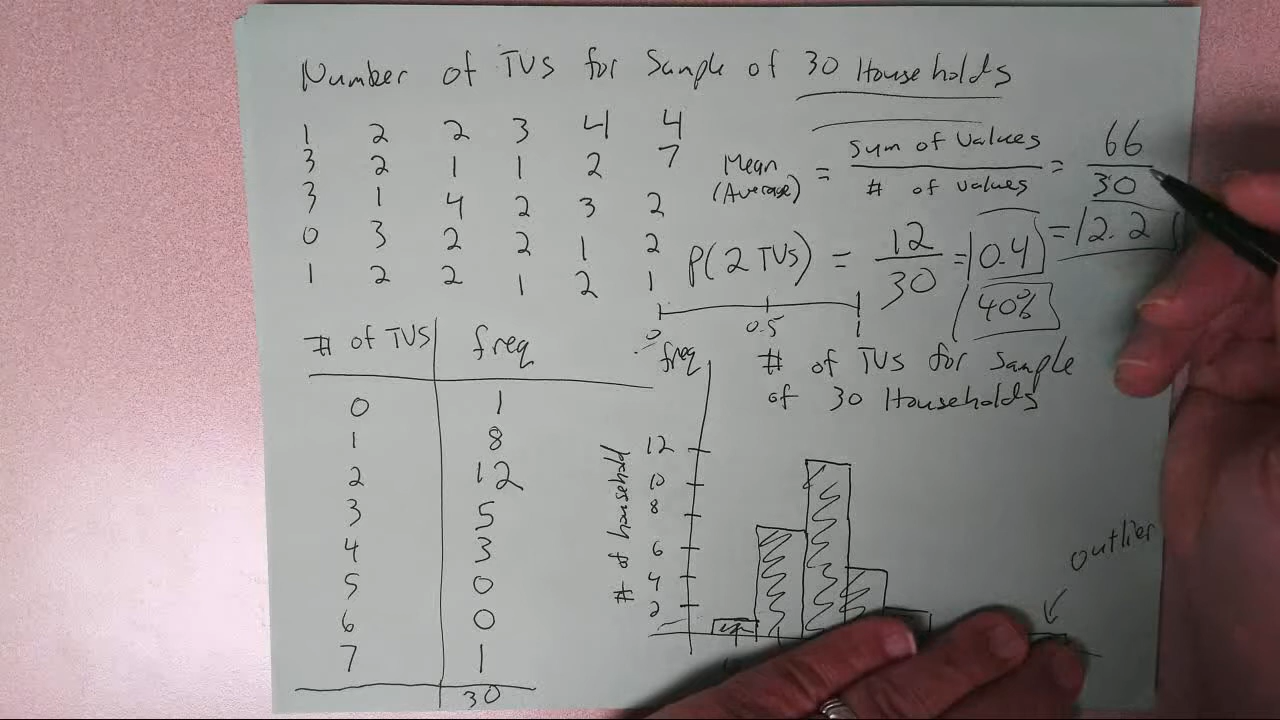 Number of TVs for Sample of 30 Households
1 2 2 3 4 4
3 2 1 1 2 7
3 1 4 2 3 2
0 3 2 2 1 2
1 2 2 1 2 1
Mean (Average) = Sum of Values / # of values = 66 / 30 = 2.2
P(2 TVs) = 12 / 30 = 0.4
40%
0 0.5 1
# of TVs freq
0 1
1 8
2 12
3 5
4 3
5 0
6 0
7 1
30
freq
# of TVs for Sample
of 30 Households
# of household
12
10
8
6
4
2
outlier